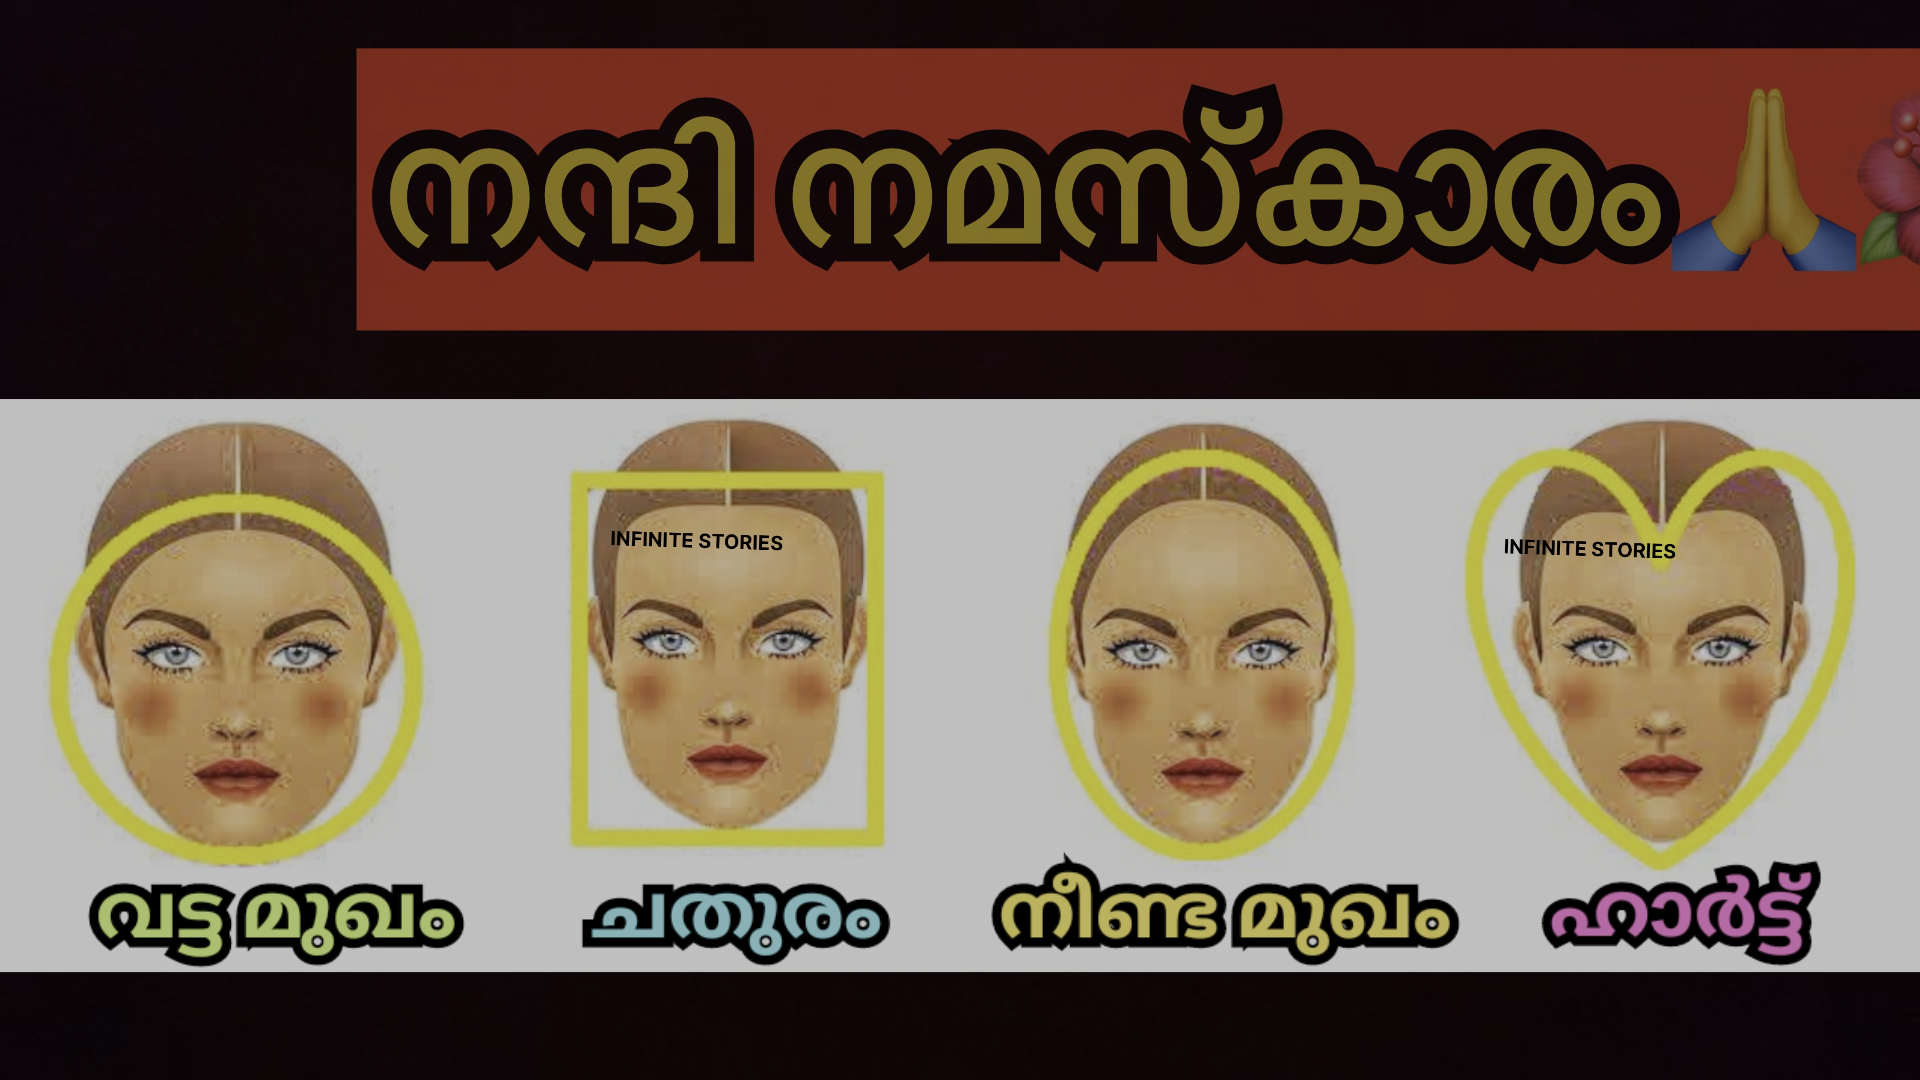 നന്ദി നമസ്കാരം🙏🌺
INFINITE STORIES
INFINITE STORIES
വട്ട മുഖം
ചതുരം
നീണ്ട മുഖം
ഹാർട്ട്